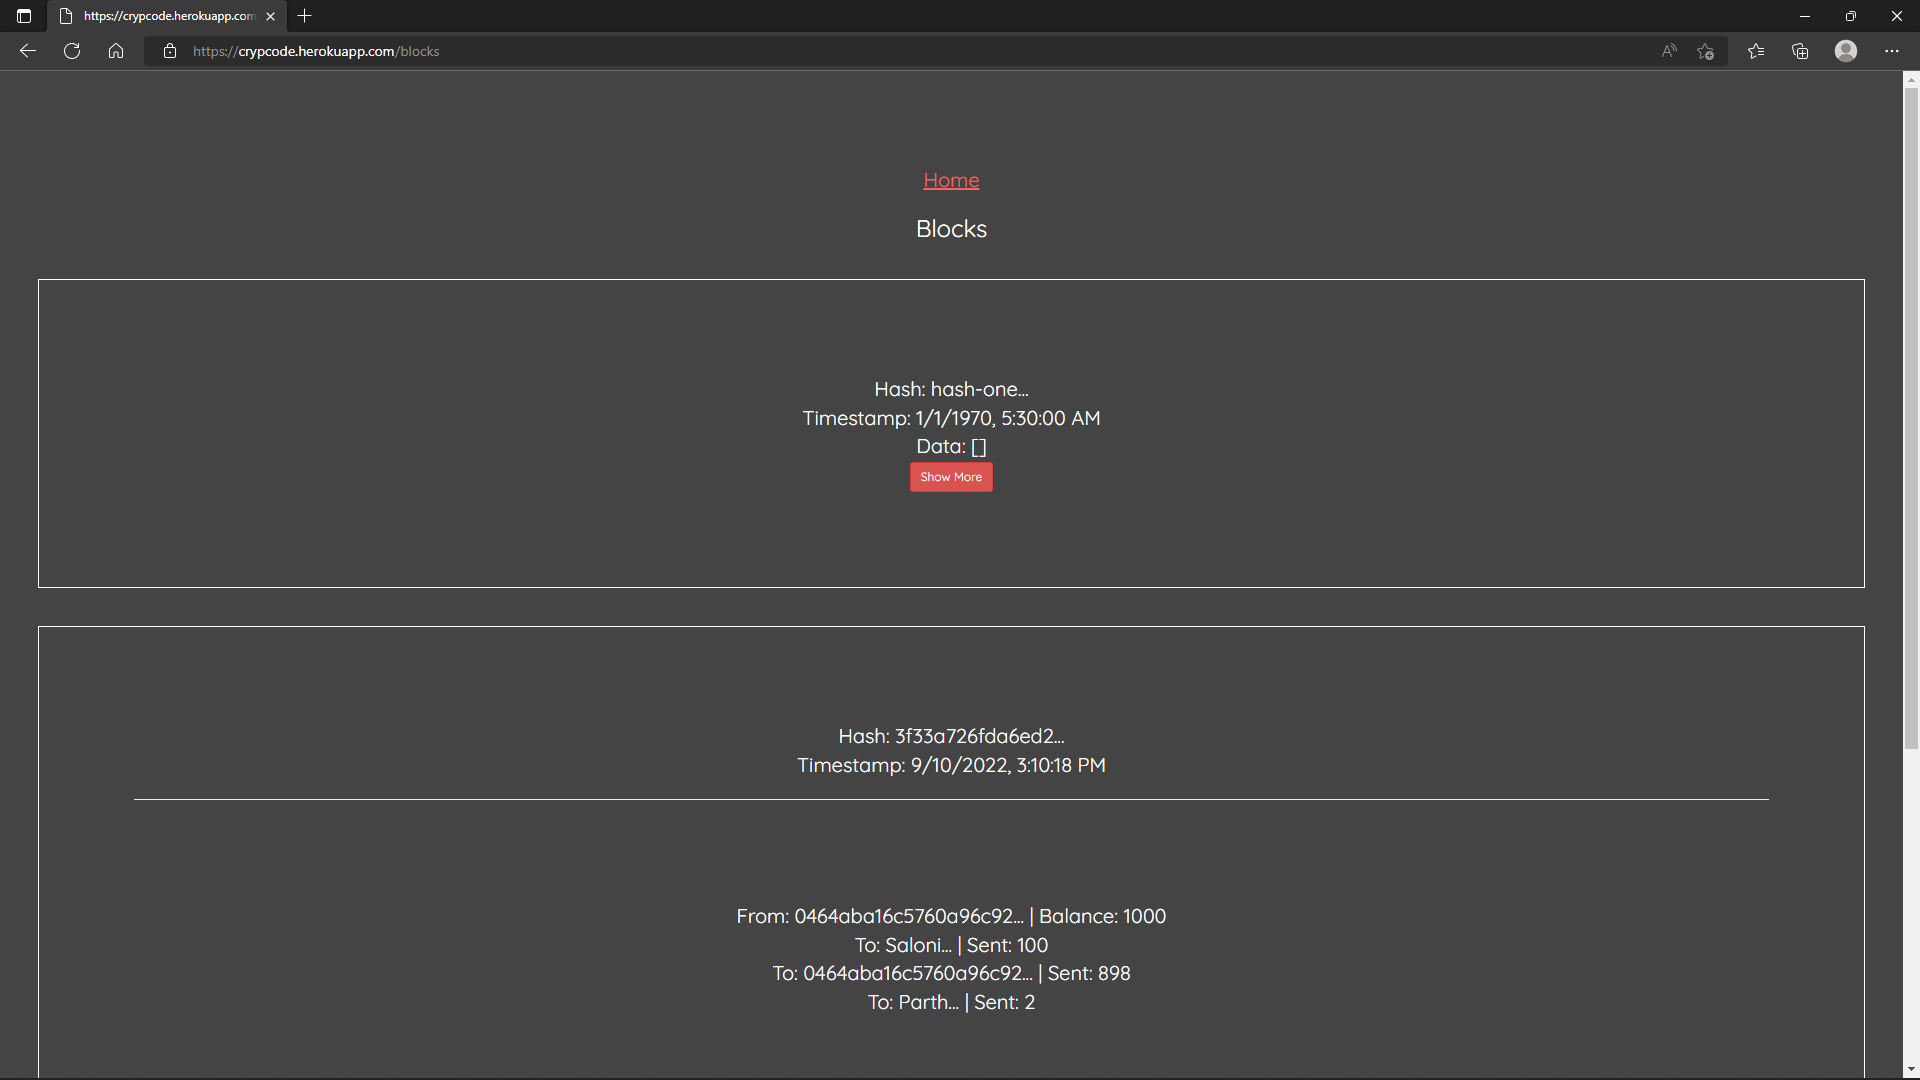 https://crypcode.herokuapp.com
https://crypcode.herokuapp.com/blocks
Home
Blocks
Hash: hash-one...
Timestamp: 1/1/1970, 5:30:00 AM
Data: []
Show More
Hash: 3f33a726fda6ed2...
Timestamp: 9/10/2022, 3:10:18 PM
From: 0464aba16c5760a96c92... | Balance: 1000
To: Saloni... | Sent: 100
To: 0464aba16c5760a96c92... | Sent: 898
To: Parth... | Sent: 2